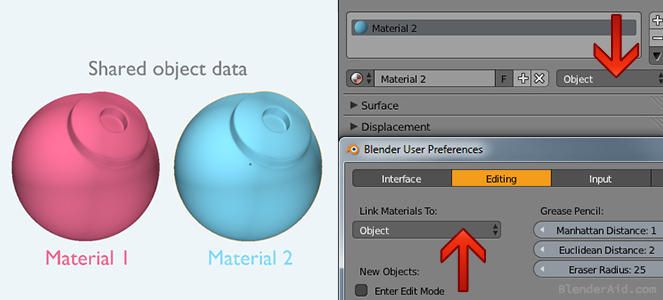 Shared object data
Material 1
Material 2
Material 2
Material 2
F
Object
Surface
Displacement
Blender User Preferences
Interface
Editing
Input
Link Materials To:
Object
New Objects:
Enter Edit Mode
Grease Pencil:
Manhattan Distance: 1
Euclidean Distance: 2
Eraser Radius: 25
BlenderAid.com